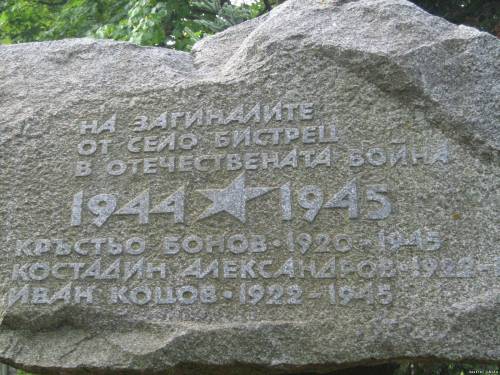 НА ЗАГИНАЛИТЕ
ОТ СЕЛО БИСТРЕЦ
В ОТЕЧЕСТВЕНАТА ВОЙНА
1944 ★ 1945
КРЪСТЬО БОНОВ · 1920 - 1945
КОСТАДИН АЛЕКСАНДРОВ · 1922 -
ИВАН КОЦОВ · 1922 - 1945